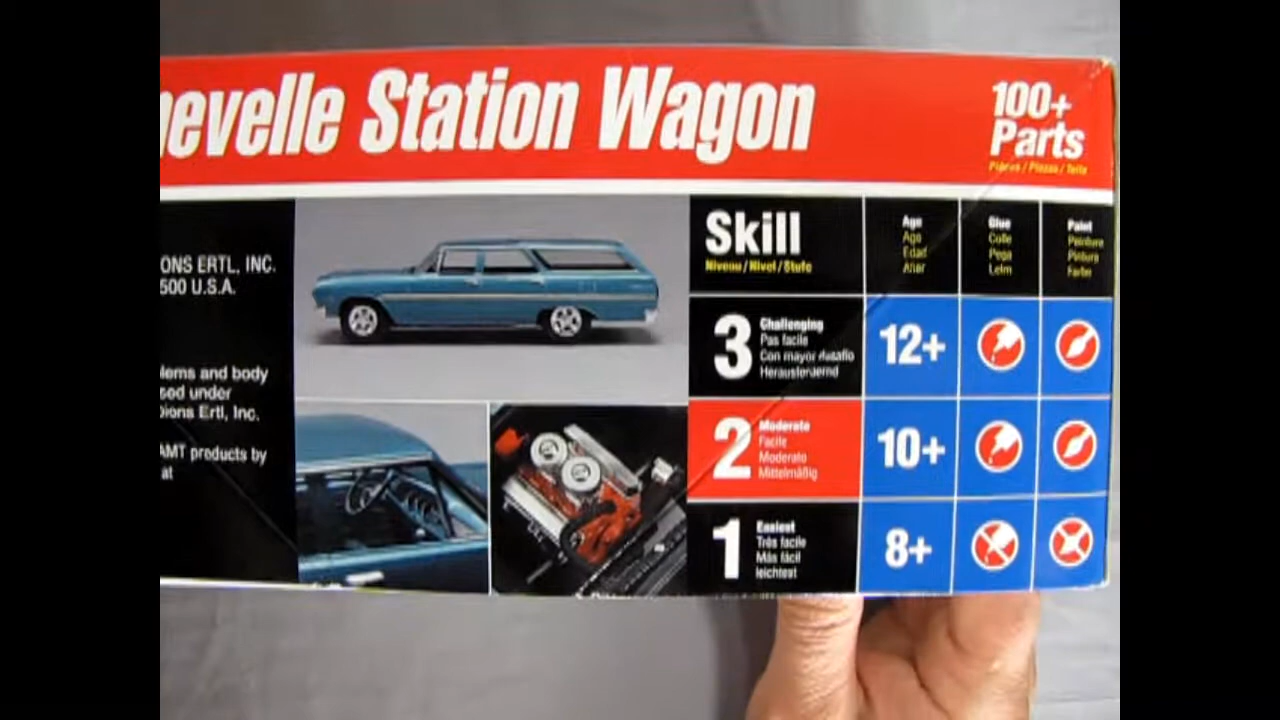 evelle Station Wagon
100+
Parts
Pièces / Piezas / Teile
ONS ERTL, INC.
500 U.S.A.
lems and body
sed under
pions Ertl, Inc.
AMT products by
at
Skill
Niveau / Nivel / Stufe
Age
Age
Edad
Alter
Glue
Colle
Pega
Leim
Paint
Peinture
Pintura
Farbe
3
Challenging
Pas facile
Con mayor desafio
12+
2
Moderate
Facile
Moderato
Mittelmäßig
10+
1
Easiest
Très facile
Más fácil
leichtest
8+